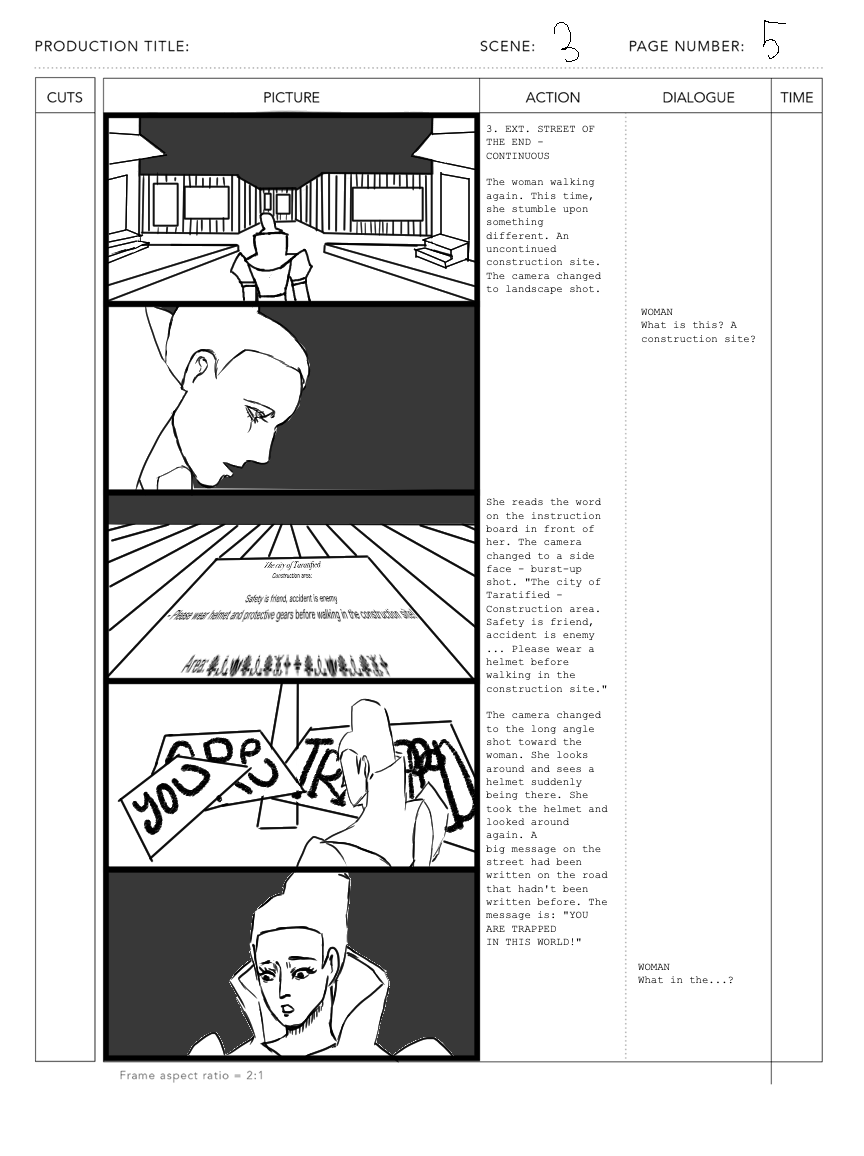 PRODUCTION TITLE:
SCENE: 3
PAGE NUMBER: 5
CUTS
PICTURE
ACTION
DIALOGUE
TIME
3. EXT. STREET OF
THE END -
CONTINUOUS
The woman walking
again. This time,
she stumble upon
something
different. An
uncontinued
construction site.
The camera changed
to landscape shot.
WOMAN
What is this? A
construction site?
The city of Taratified
Construction area:
Safety is friend, accident is enemy
- Please wear helmet and protective gears before walking in the construction site!
Area:
She reads the word
on the instruction
board in front of
her. The camera
changed to a side
face - burst-up
shot. "The city of
Taratified -
Construction area.
Safety is friend,
accident is enemy
... Please wear a
helmet before
walking in the
construction site."
YOU
The camera changed
to the long angle
shot toward the
woman. She looks
around and sees a
helmet suddenly
being there. She
took the helmet and
looked around
again. A
big message on the
street had been
written on the road
that hadn't been
written before. The
message is: "YOU
ARE TRAPPED
IN THIS WORLD!"
WOMAN
What in the...?
Frame aspect ratio = 2:1